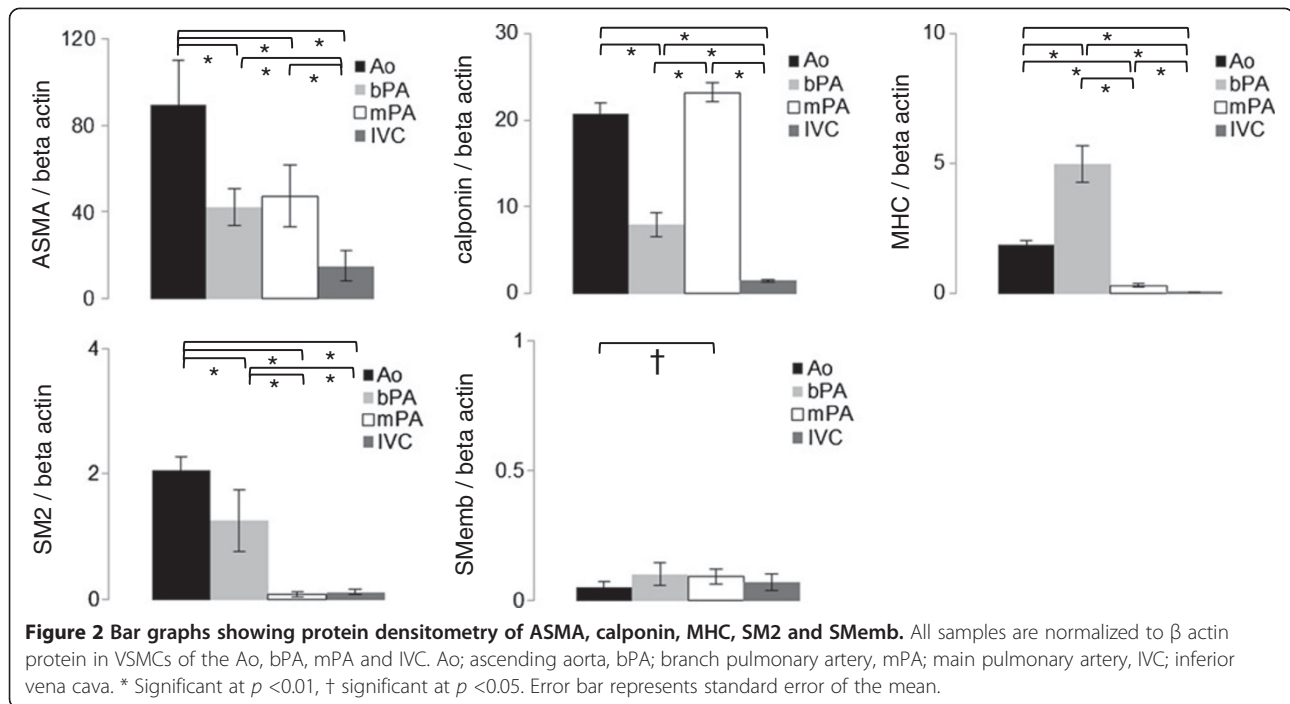 120
80
40
0
ASMA / beta actin
* * *
* * *
Ao
bPA
mPA
IVC
30
20
10
0
calponin / beta actin
*
* *
* *
Ao
bPA
mPA
IVC
10
5
0
MHC / beta actin
*
* *
* *
*
Ao
bPA
mPA
IVC
4
2
0
SM2 / beta actin
* *
* * *
Ao
bPA
mPA
IVC
1
0.5
0
SMemb / beta actin
†
Ao
bPA
mPA
IVC
Figure 2 Bar graphs showing protein densitometry of ASMA, calponin, MHC, SM2 and SMemb. All samples are normalized to β actin
protein in VSMCs of the Ao, bPA, mPA and IVC. Ao; ascending aorta, bPA; branch pulmonary artery, mPA; main pulmonary artery, IVC; inferior
vena cava. * Significant at p <0.01, † significant at p <0.05. Error bar represents standard error of the mean.